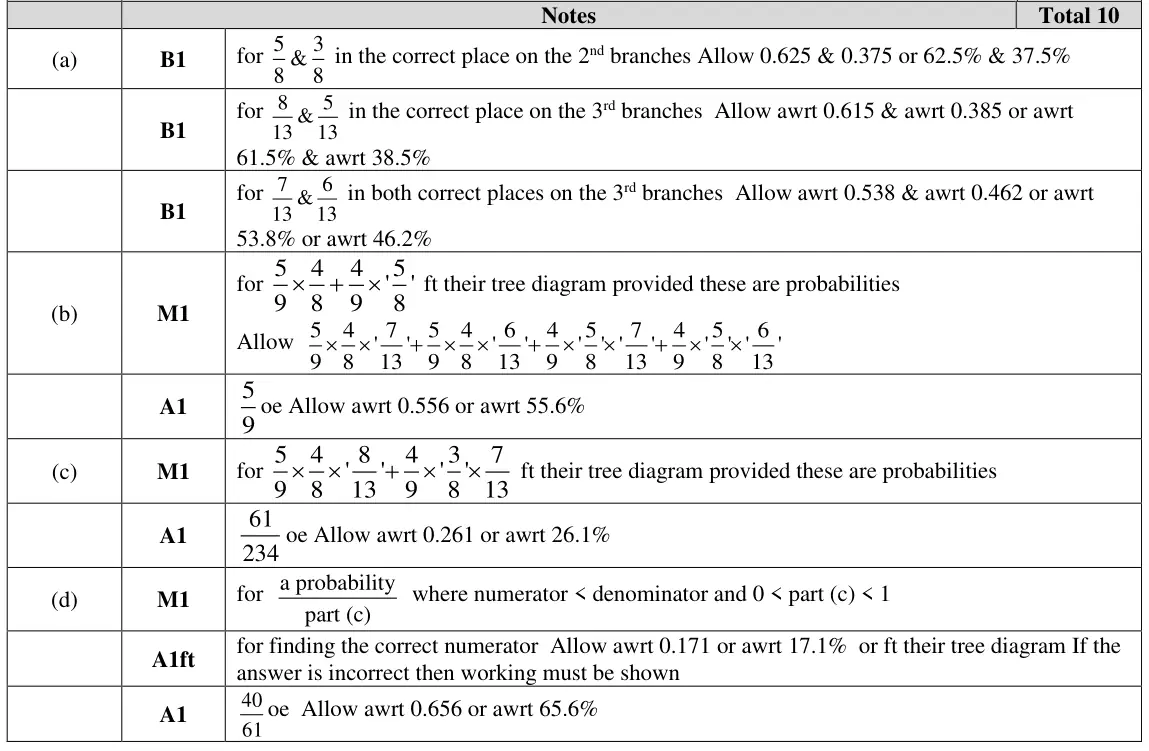 Notes Total 10
(a) B1 for 5/8 & 3/8 in the correct place on the 2nd branches Allow 0.625 & 0.375 or 62.5% & 37.5%
B1 for 8/13 & 5/13 in the correct place on the 3rd branches Allow awrt 0.615 & awrt 0.385 or awrt
61.5% & awrt 38.5%
B1 for 7/13 & 6/13 in both correct places on the 3rd branches Allow awrt 0.538 & awrt 0.462 or awrt
53.8% or awrt 46.2%
(b) M1 for 5/9 × 4/8 + 4/9 × '5/8' ft their tree diagram provided these are probabilities
Allow 5/9 × 4/8 × '7/13' + 5/9 × 4/8 × '6/13' + 4/9 × '5/8' × '7/13' + 4/9 × '5/8' × '6/13'
A1 5/9 oe Allow awrt 0.556 or awrt 55.6%
(c) M1 for 5/9 × 4/8 × '8/13' + 4/9 × '3/8' × 7/13 ft their tree diagram provided these are probabilities
A1 61/234 oe Allow awrt 0.261 or awrt 26.1%
(d) M1 for a probability/part (c) where numerator < denominator and 0 < part (c) < 1
A1ft for finding the correct numerator Allow awrt 0.171 or awrt 17.1% or ft their tree diagram If the
answer is incorrect then working must be shown
A1 40/61 oe Allow awrt 0.656 or awrt 65.6%